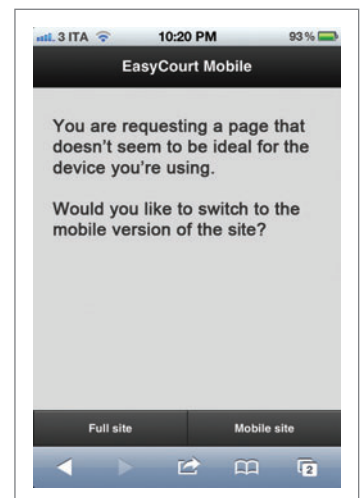 3 ITA 10:20 PM 93%
EasyCourt Mobile
You are requesting a page that
doesn't seem to be ideal for the
device you're using.
Would you like to switch to the
mobile version of the site?
Full site Mobile site
2